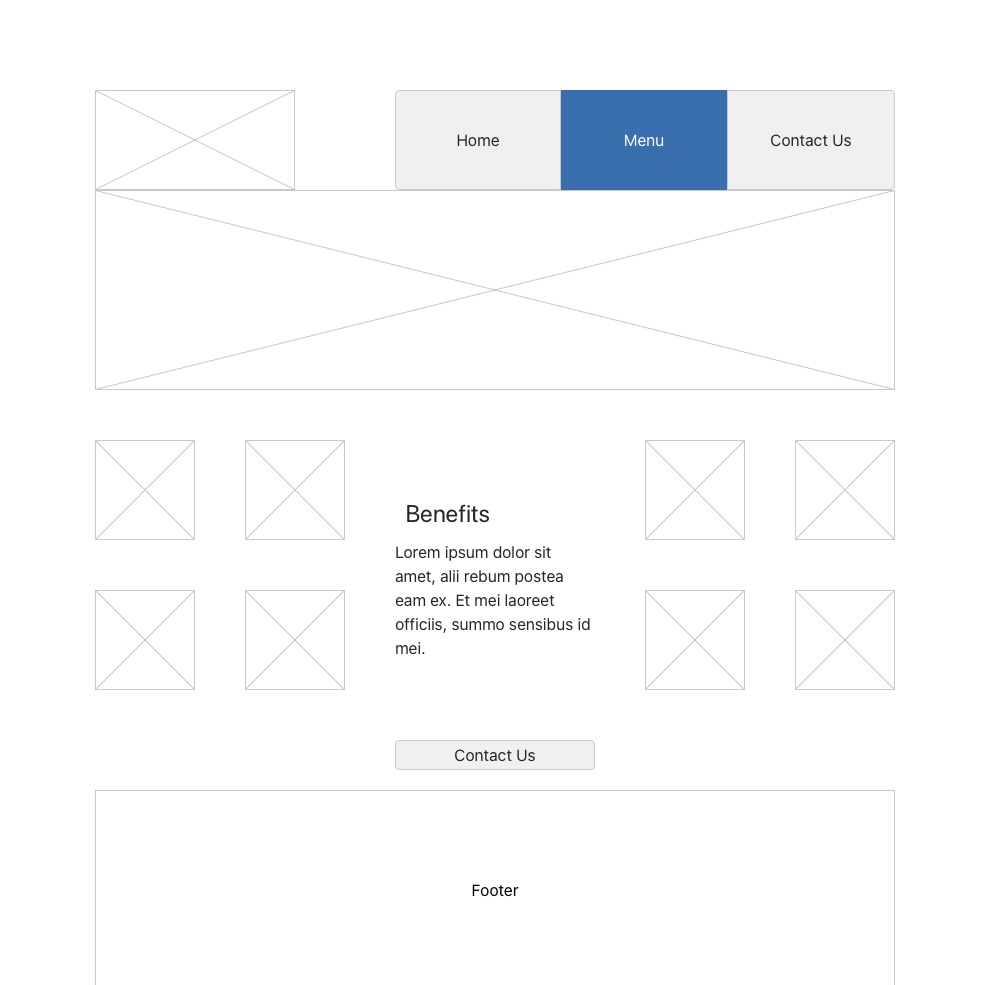 Home
Menu
Contact Us
Benefits
Lorem ipsum dolor sit
amet, alii rebum postea
eam ex. Et mei laoreet
officiis, summo sensibus id
mei.
Contact Us
Footer